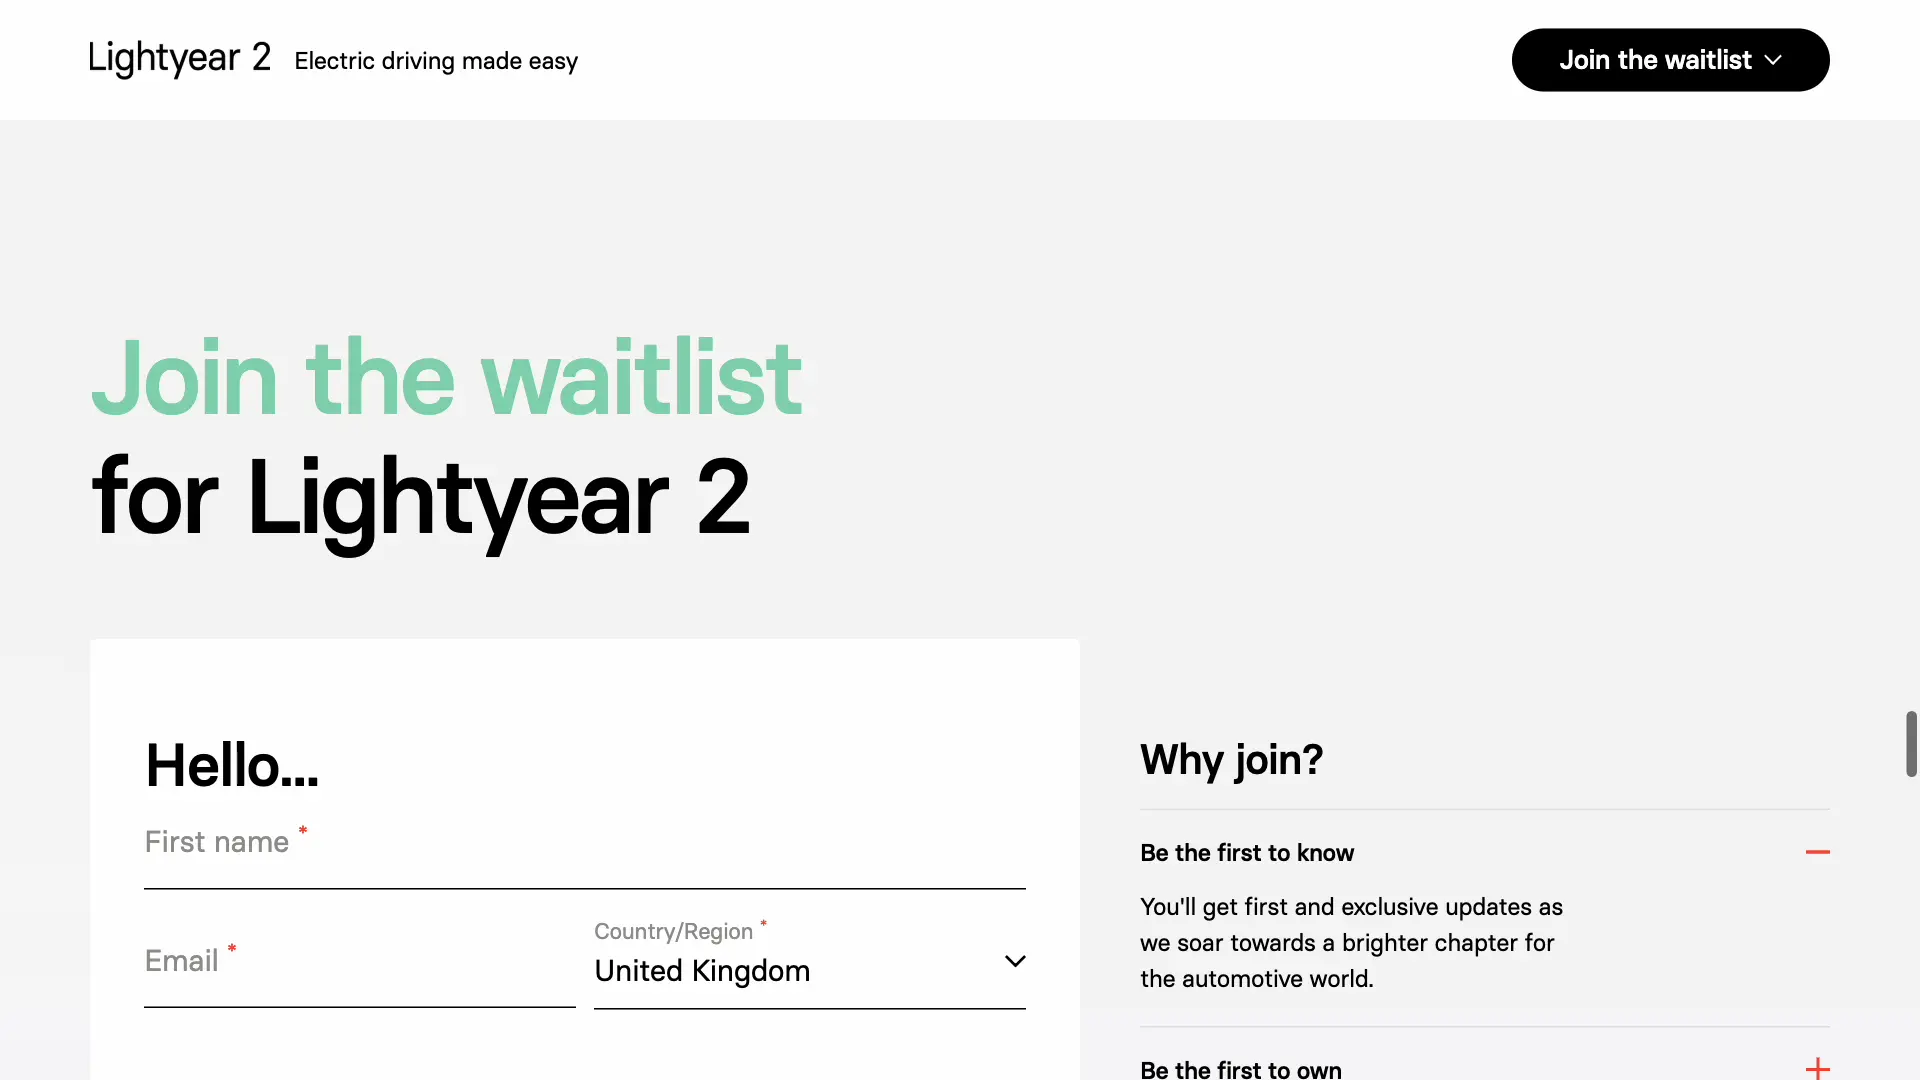 Lightyear 2 Electric driving made easy
Join the waitlist
Join the waitlist
for Lightyear 2
Hello...
First name *
Email *
Country/Region *
United Kingdom
Why join?
Be the first to know
You'll get first and exclusive updates as
we soar towards a brighter chapter for
the automotive world.
Be the first to own